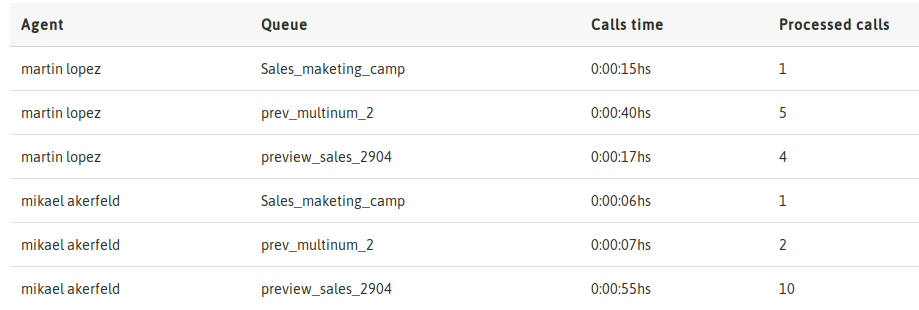 Agent Queue Calls time Processed calls
martin lopez Sales_maketing_camp 0:00:15hs 1
martin lopez prev_multinum_2 0:00:40hs 5
martin lopez preview_sales_2904 0:00:17hs 4
mikael akerfeld Sales_maketing_camp 0:00:06hs 1
mikael akerfeld prev_multinum_2 0:00:07hs 2
mikael akerfeld preview_sales_2904 0:00:55hs 10